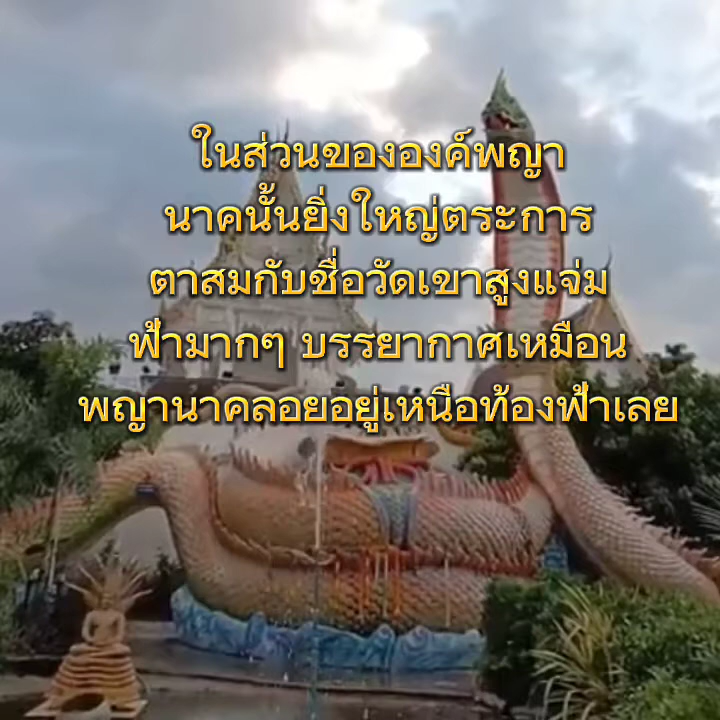 ในส่วนขององค์พญา
นาคนั้นยิ่งใหญ่ตระการ
ตาสมกับชื่อวัดเขาสูงแจ่ม
ฟ้ามากๆ บรรยากาศเหมือน
พญานาคลอยอยู่เหนือท้องฟ้าเลย